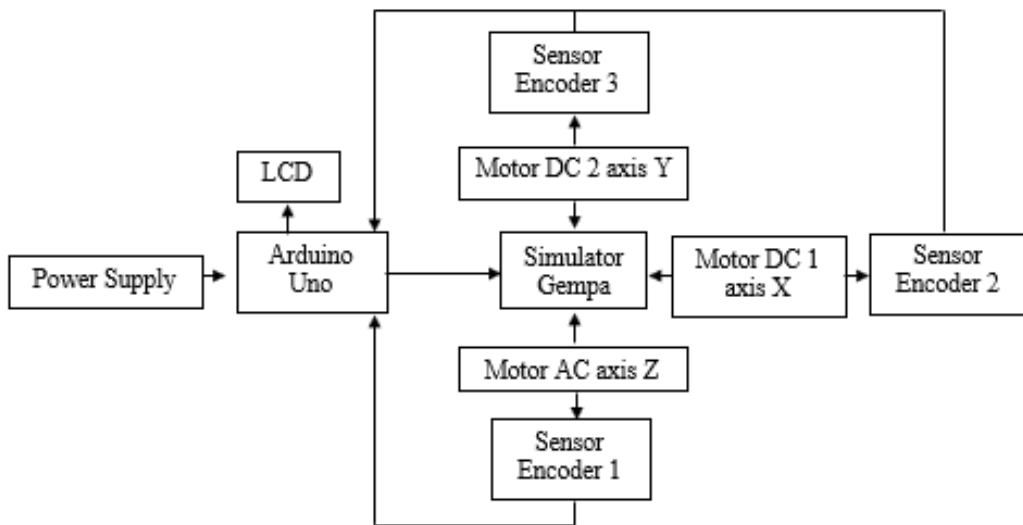 Sensor
Encoder 3
Motor DC 2 axis Y
LCD
Arduino
Uno
Power Supply
Simulator
Gempa
Motor DC 1
axis X
Sensor
Encoder 2
Motor AC axis Z
Sensor
Encoder 1